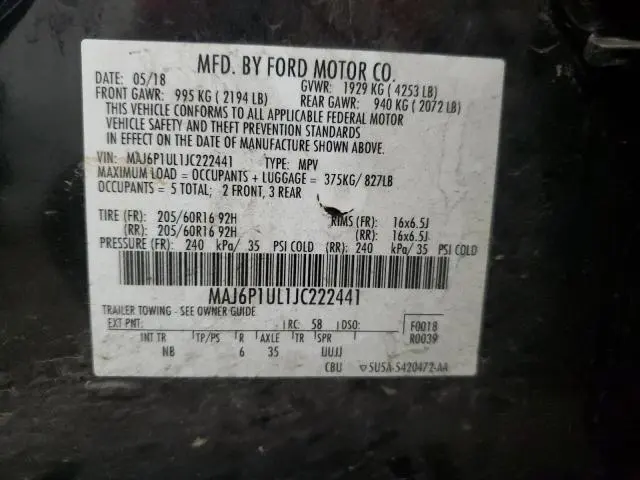 MFD. BY FORD MOTOR CO.
DATE: 05/18
GVWR: 1929 KG ( 4253 LB)
FRONT GAWR: 995 KG ( 2194 LB)
REAR GAWR: 940 KG ( 2072 LB)
THIS VEHICLE CONFORMS TO ALL APPLICABLE FEDERAL MOTOR
VEHICLE SAFETY AND THEFT PREVENTION STANDARDS
IN EFFECT ON THE DATE OF MANUFACTURE SHOWN ABOVE.
VIN: MAJ6P1UL1JC222441 TYPE: MPV
MAXIMUM LOAD = OCCUPANTS + LUGGAGE = 375KG/ 827LB
OCCUPANTS = 5 TOTAL; 2 FRONT, 3 REAR
TIRE (FR): 205/60R16 92H RIMS (FR): 16x6.5J
(RR): 205/60R16 92H (RR): 16x6.5J
PRESSURE (FR): 240 kPa/ 35 PSI COLD (RR): 240 kPa/ 35 PSI COLD
MAJ6P1UL1JC222441
TRAILER TOWING - SEE OWNER GUIDE
EXT PNT: RC: 58 DSO: F0018
R0039
INT TR TP/PS R AXLE TR SPR
NB 6 35 IJUJJ
CBU 5U5A-S420472-AA